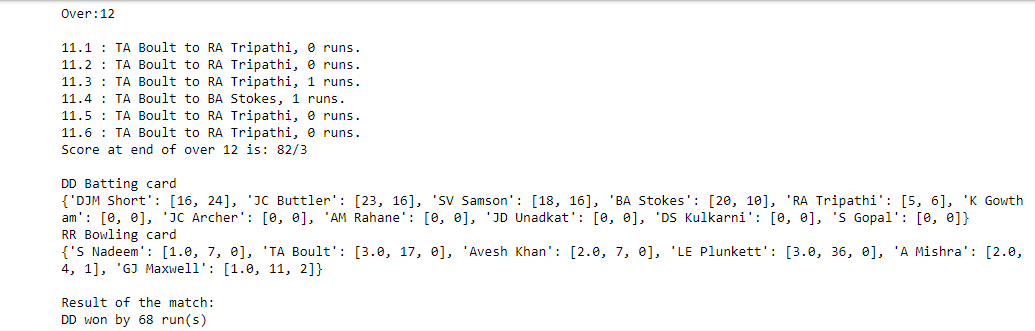 Over:12
11.1 : TA Boult to RA Tripathi, 0 runs.
11.2 : TA Boult to RA Tripathi, 0 runs.
11.3 : TA Boult to RA Tripathi, 1 runs.
11.4 : TA Boult to BA Stokes, 1 runs.
11.5 : TA Boult to RA Tripathi, 0 runs.
11.6 : TA Boult to RA Tripathi, 0 runs.
Score at end of over 12 is: 82/3
DD Batting card
{'DJM Short': [16, 24], 'JC Buttler': [23, 16], 'SV Samson': [18, 16], 'BA Stokes': [20, 10], 'RA Tripathi': [5, 6], 'K Gowth
am': [0, 0], 'JC Archer': [0, 0], 'AM Rahane': [0, 0], 'JD Unadkat': [0, 0], 'DS Kulkarni': [0, 0], 'S Gopal': [0, 0]}
RR Bowling card
{'S Nadeem': [1.0, 7, 0], 'TA Boult': [3.0, 17, 0], 'Avesh Khan': [2.0, 7, 0], 'LE Plunkett': [3.0, 36, 0], 'A Mishra': [2.0,
4, 1], 'GJ Maxwell': [1.0, 11, 2]}
Result of the match:
DD won by 68 run(s)